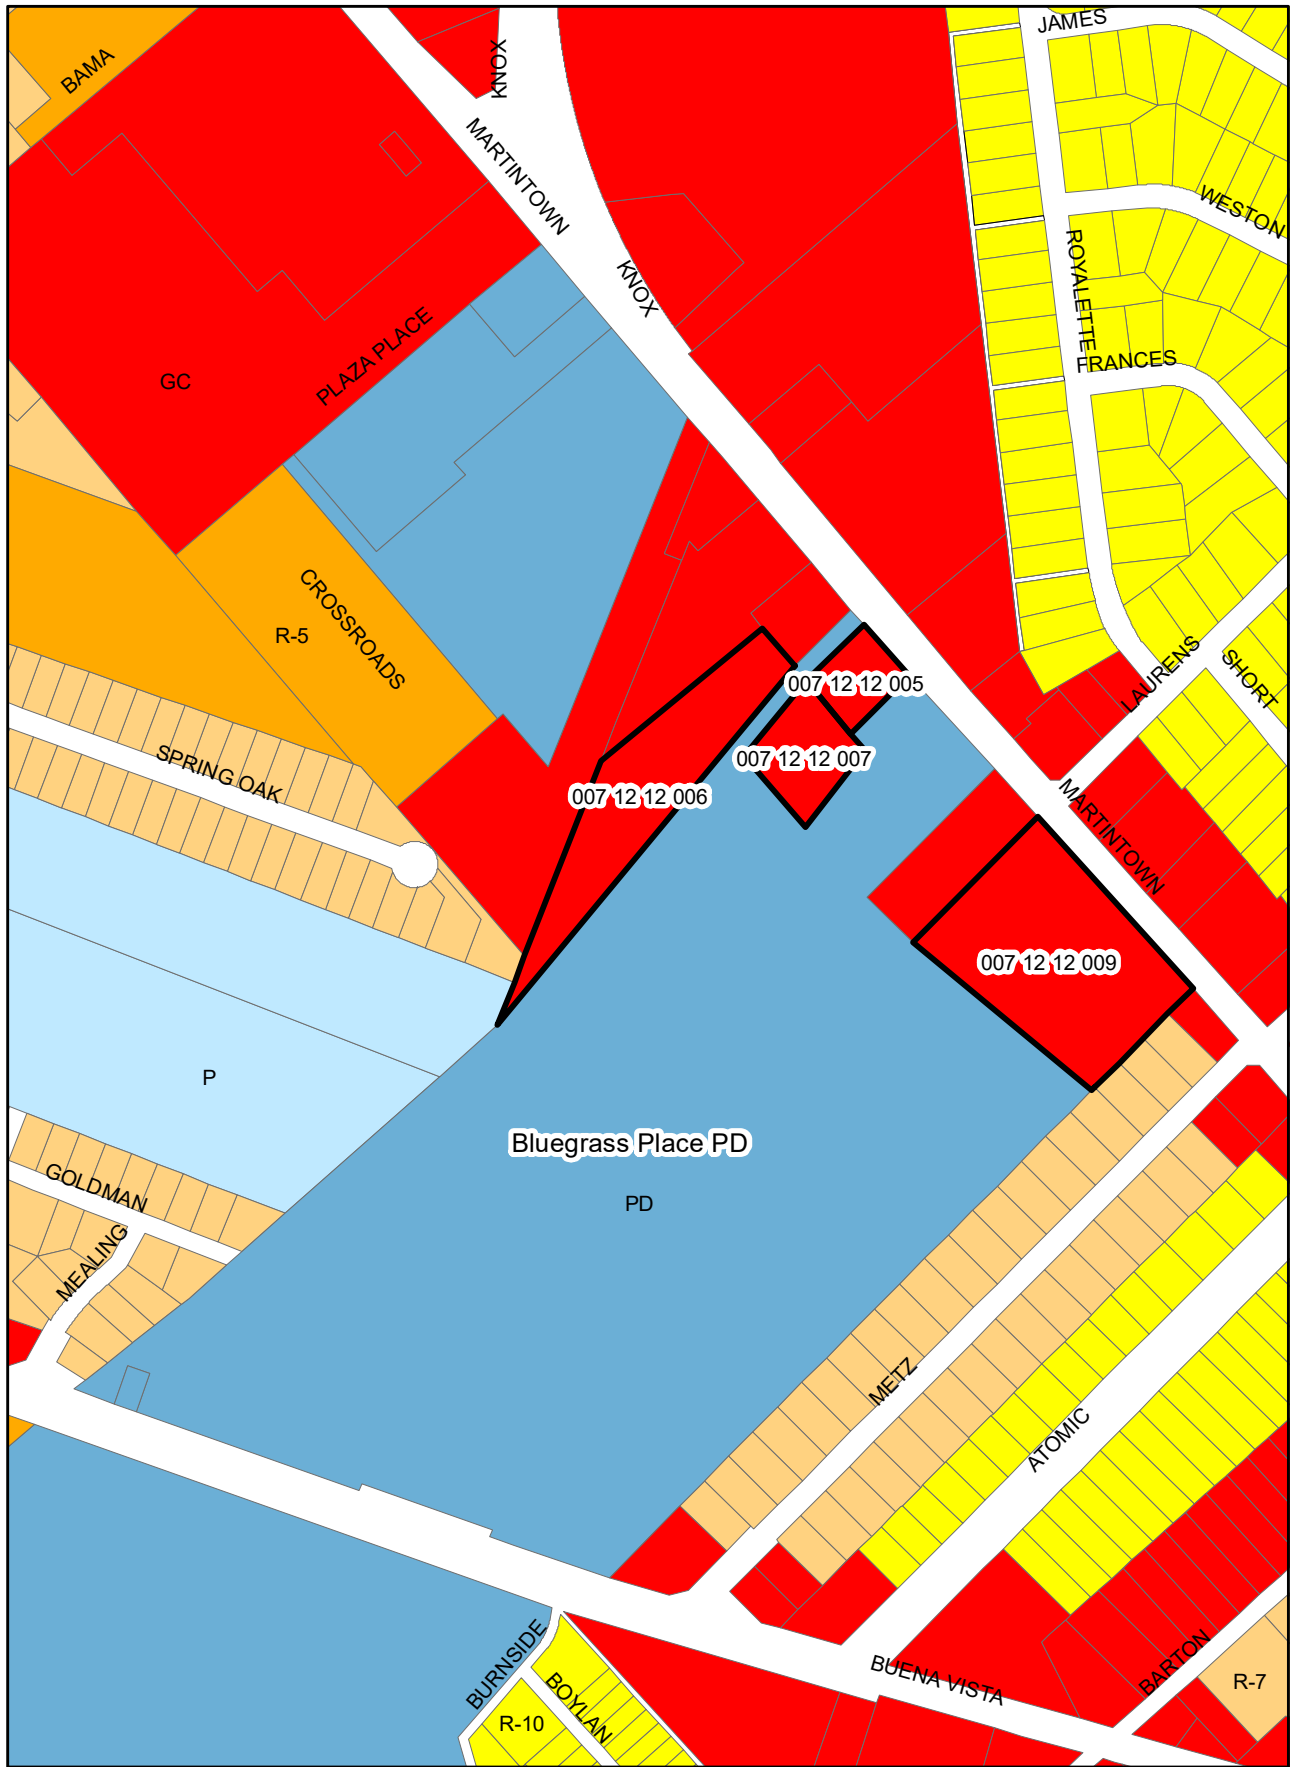 JAMES
BAMA
KNOX
MARTINTOWN
WESTON
ROYALETTE
KNOX
PLAZA PLACE
FRANCES
GC
CROSSROADS
R-5
LAURENS
SHORT
007 12 12 005
007 12 12 007
SPRING OAK
007 12 12 006
MARTINTOWN
007 12 12 009
P
Bluegrass Place PD
PD
GOLDMAN
MEALING
METZ
ATOMIC
BURNSIDE
BOYLAN
BUENA VISTA
BARTON
R-7
R-10